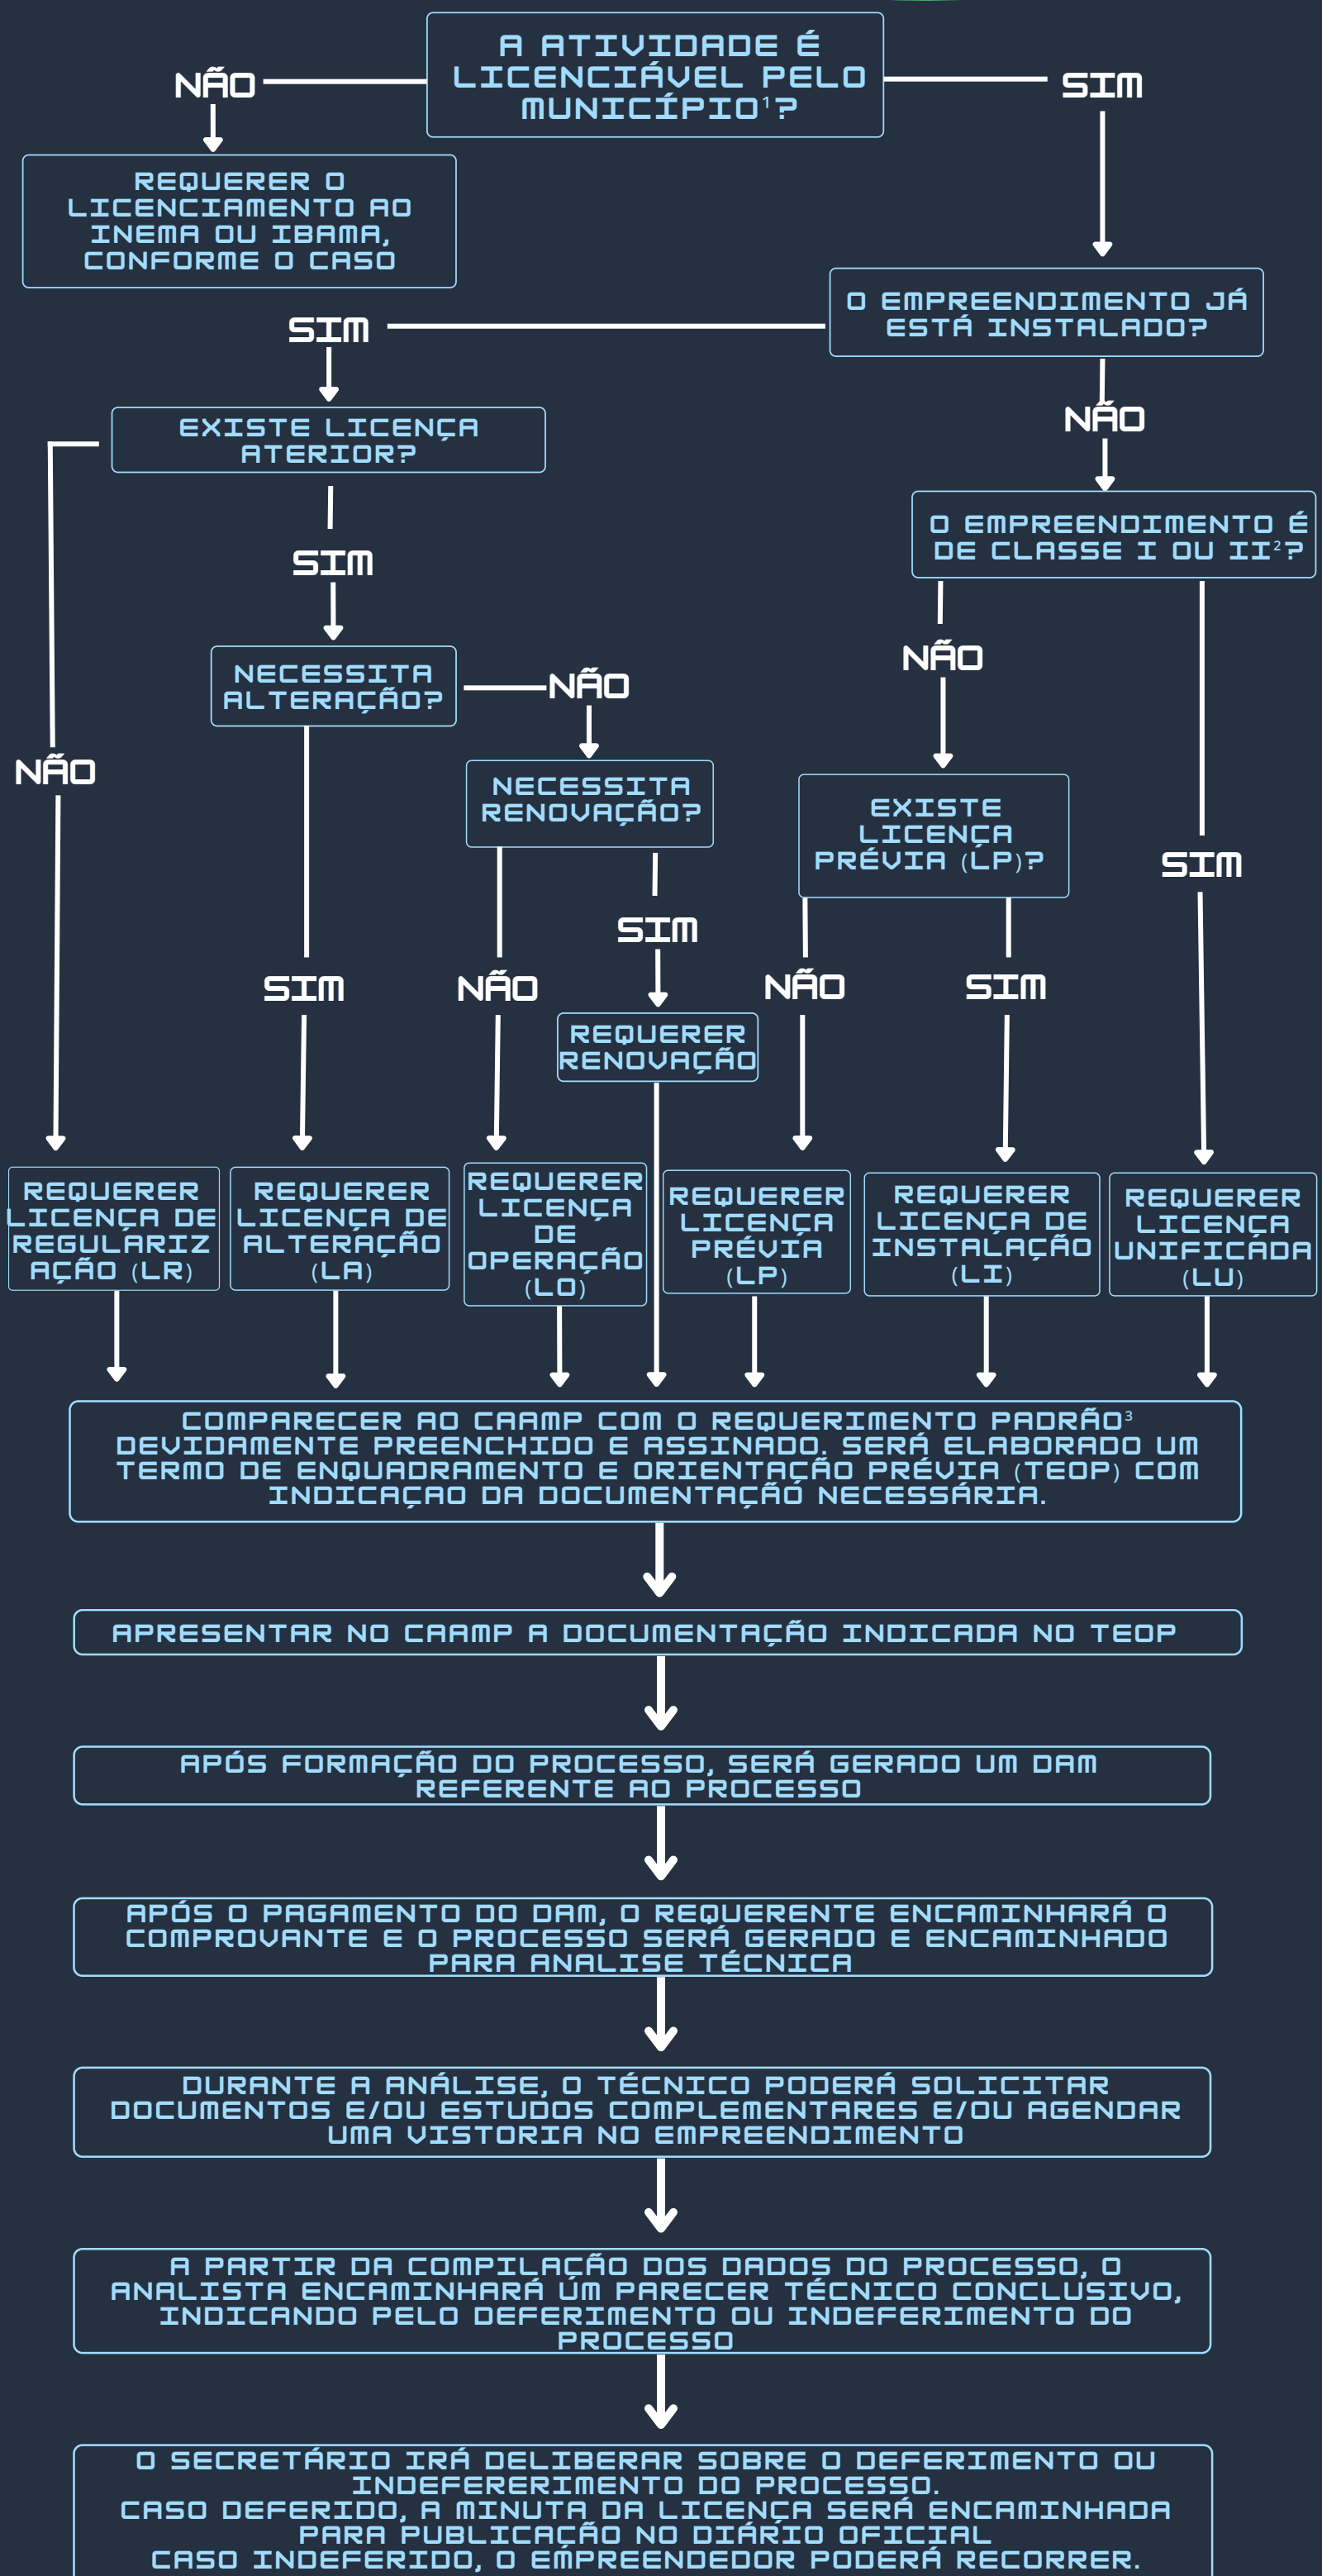 A ATIVIDADE É
LICENCIÁVEL PELO
MUNICÍPIO¹?
NÃO
SIM
REQUERER O
LICENCIAMENTO AO
INEMA OU IBAMA,
CONFORME O CASO
O EMPREENDIMENTO JÁ
ESTÁ INSTALADO?
SIM
NÃO
EXISTE LICENÇA
ATERIOR?
O EMPREENDIMENTO É
DE CLASSE I OU II²?
SIM
NÃO
NECESSITA
ALTERAÇÃO?
NÃO
NÃO
NECESSITA
RENOVAÇÃO?
EXISTE
LICENÇA
PRÉVIA (LP)?
SIM
SIM
SIM
NÃO
NÃO
SIM
REQUERER
RENOVAÇÃO
REQUERER
LICENÇA DE
REGULARIZ
AÇÃO (LR)
REQUERER
LICENÇA DE
ALTERAÇÃO
(LA)
REQUERER
LICENÇA
DE
OPERAÇÃO
(LO)
REQUERER
LICENÇA
PRÉVIA
(LP)
REQUERER
LICENÇA DE
INSTALAÇÃO
(LI)
REQUERER
LICENÇA
UNIFICADA
(LU)
COMPARECER AO CAAMP COM O REQUERIMENTO PADRÃO³
DEVIDAMENTE PREENCHIDO E ASSINADO. SERÁ ELABORADO UM
TERMO DE ENQUADRAMENTO E ORIENTAÇÃO PRÉVIA (TEOP) COM
INDICAÇAO DA DOCUMENTAÇÃO NECESSÁRIA.
APRESENTAR NO CAAMP A DOCUMENTAÇÃO INDICADA NO TEOP
APÓS FORMAÇÃO DO PROCESSO, SERÁ GERADO UM DAM
REFERENTE AO PROCESSO
APÓS O PAGAMENTO DO DAM, O REQUERENTE ENCAMINHARÁ O
COMPROVANTE E O PROCESSO SERÁ GERADO E ENCAMINHADO
PARA ANALISE TÉCNICA
DURANTE A ANÁLISE, O TÉCNICO PODERÁ SOLICITAR
DOCUMENTOS E/OU ESTUDOS COMPLEMENTARES E/OU AGENDAR
UMA VISTORIA NO EMPREENDIMENTO
A PARTIR DA COMPILAÇÃO DOS DADOS DO PROCESSO, O
ANALISTA ENCAMINHARÁ UM PARECER TÉCNICO CONCLUSIVO,
INDICANDO PELO DEFERIMENTO OU INDEFERIMENTO DO
PROCESSO
O SECRETÁRIO IRÁ DELIBERAR SOBRE O DEFERIMENTO OU
INDEFERERIMENTO DO PROCESSO.
CASO DEFERIDO, A MINUTA DA LICENÇA SERÁ ENCAMINHADA
PARA PUBLICAÇÃO NO DIÁRIO OFICIAL
CASO INDEFERIDO, O EMPREENDEDOR PODERÁ RECORRER.